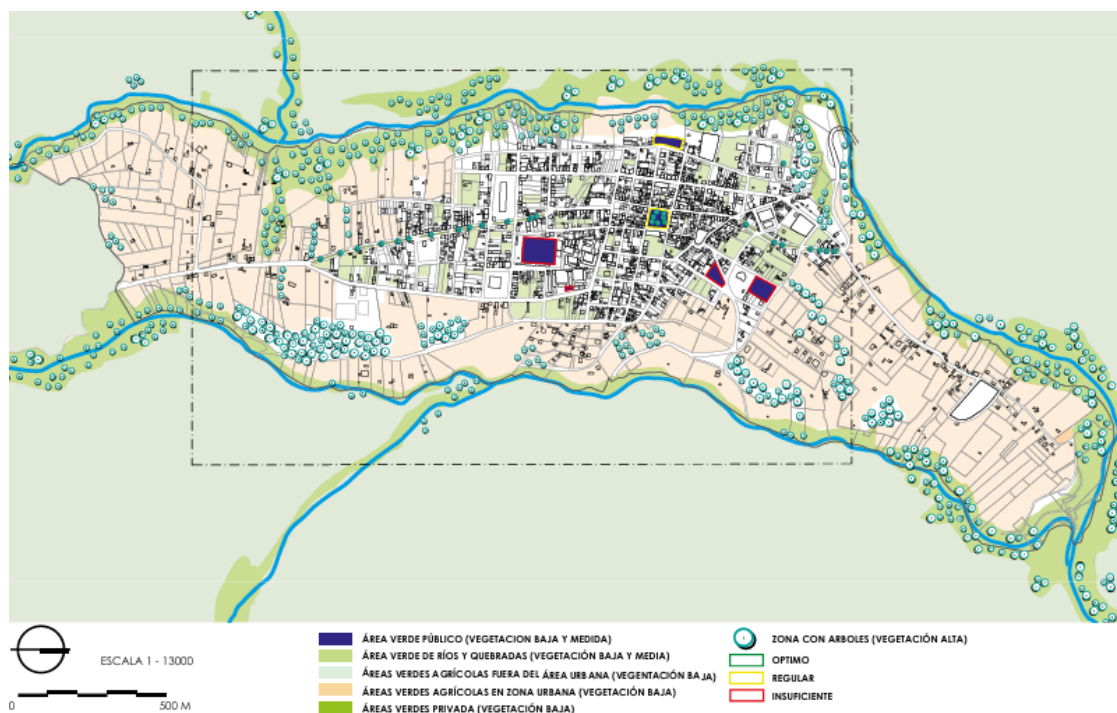 ESCALA 1 - 13000
0 500 M
ÁREA VERDE PÚBLICO (VEGETACION BAJA Y MEDIDA)
ÁREA VERDE DE RÍOS Y QUEBRADAS (VEGETACIÓN BAJA Y MEDIA)
ÁREAS VERDES AGRÍCOLAS FUERA DEL ÁREA URBANA (VEGENTACIÓN BAJA)
ÁREAS VERDES AGRÍCOLAS EN ZONA URBANA (VEGETACIÓN BAJA)
ÁREAS VERDES PRIVADA (VEGETACIÓN BAJA)
ZONA CON ARBOLES (VEGETACIÓN ALTA)
OPTIMO
REGULAR
INSUFICIENTE